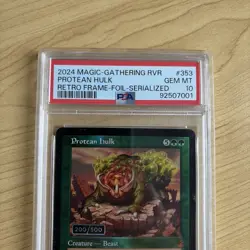 2024 MAGIC-GATHERING RVR #353
PROTEAN HULK GEM MT
RETRO FRAME-FOIL-SERIALIZED 10
PSA 92507001
Protean Hulk 5
200/500
Creature — Beast